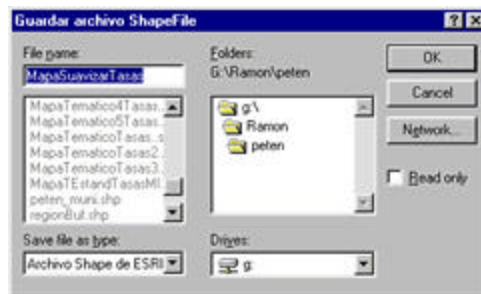 Guardar archivo ShapeFile
File name:
MapaSuavizarTasas
MapaTematico4Tasas..
MapaTematico5Tasas..
MapaTematicoTasas..s
MapaTematicoTasas2..
MapaTematicoTasas3..
MapaTEstandTasasMI..
peten_muni.shp
regionBuf.shp
Save file as type:
Archivo Shape de ESRI
Folders:
G:\Ramon\peten
g:\
Ramon
peten
Drives:
g:
OK
Cancel
Network...
Read only